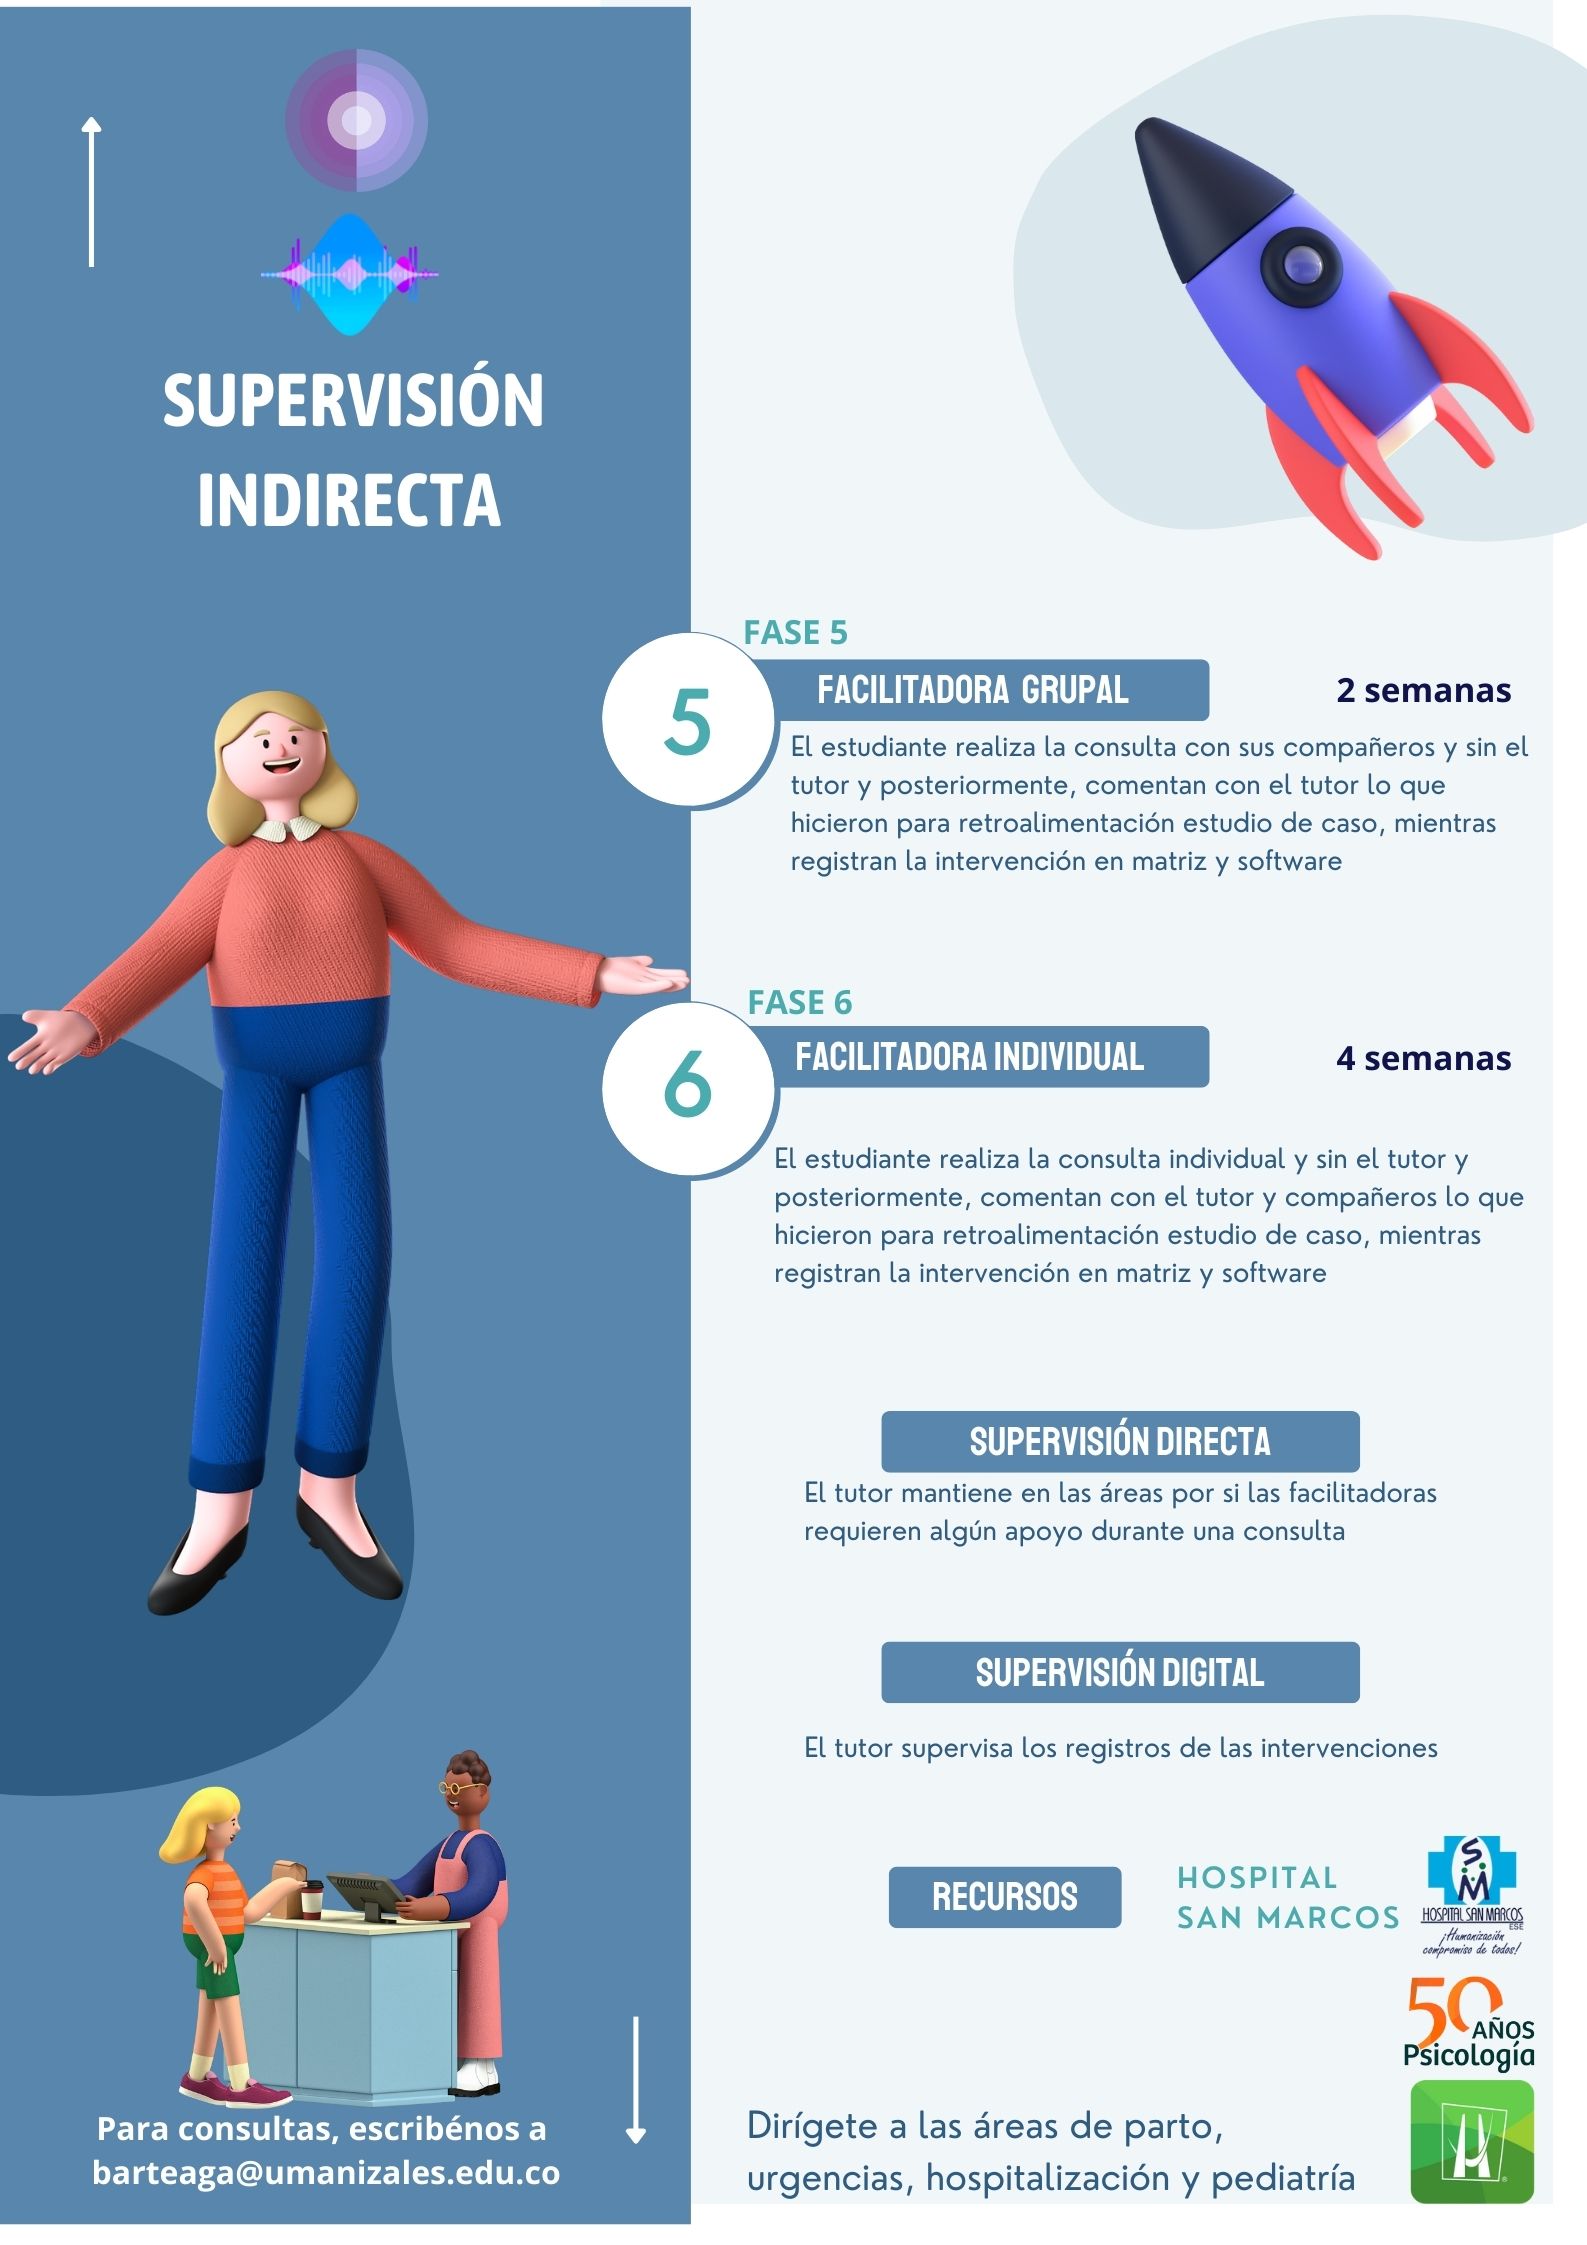 SUPERVISIÓN
INDIRECTA
FASE 5
5
FACILITADORA GRUPAL
2 semanas
El estudiante realiza la consulta con sus compañeros y sin el
tutor y posteriormente, comentan con el tutor lo que
hicieron para retroalimentación estudio de caso, mientras
registran la intervención en matriz y software
FASE 6
6
FACILITADORA INDIVIDUAL
4 semanas
El estudiante realiza la consulta individual y sin el tutor y
posteriormente, comentan con el tutor y compañeros lo que
hicieron para retroalimentación estudio de caso, mientras
registran la intervención en matriz y software
SUPERVISIÓN DIRECTA
El tutor mantiene en las áreas por si las facilitadoras
requieren algún apoyo durante una consulta
SUPERVISIÓN DIGITAL
El tutor supervisa los registros de las intervenciones
RECURSOS
HOSPITAL
SAN MARCOS
SM
HOSPITAL SAN MARCOS
ESE
¡Humanización
compromiso de todos!
50
AÑOS
Psicología
Para consultas, escribénos a
barteaga@umanizales.edu.co
Dirígete a las áreas de parto,
urgencias, hospitalización y pediatría